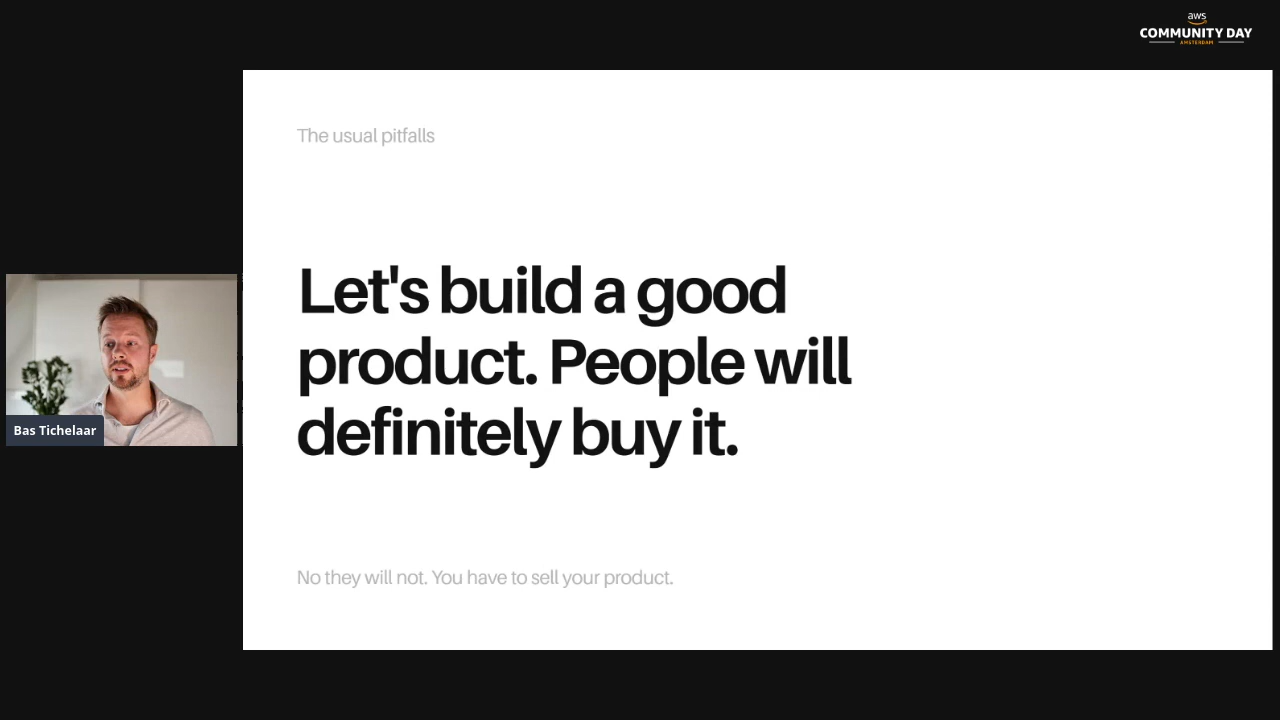 aws
COMMUNITY DAY
AMSTERDAM
The usual pitfalls
Let's build a good
product. People will
definitely buy it.
Bas Tichelaar
No they will not. You have to sell your product.